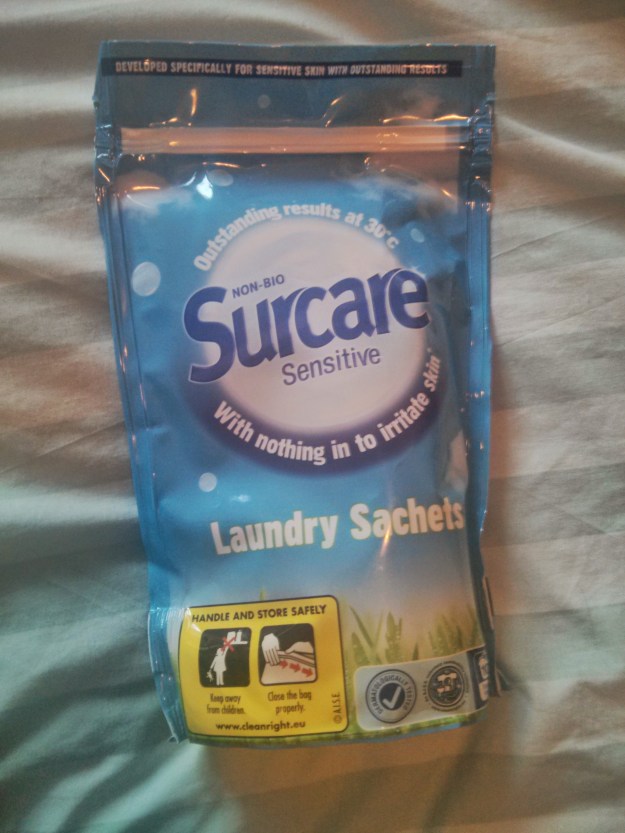 DEVELOPED SPECIFICALLY FOR SENSITIVE SKIN WITH OUTSTANDING RESULTS
Outstanding results at 30°c
NON-BIO
Surcare
Sensitive
With nothing in to irritate skin
Laundry Sachets
HANDLE AND STORE SAFELY
Keep away
from children.
Close the bag
properly.
www.cleanright.eu
©A.I.S.E.
DERMATOLOGICALLY TESTED